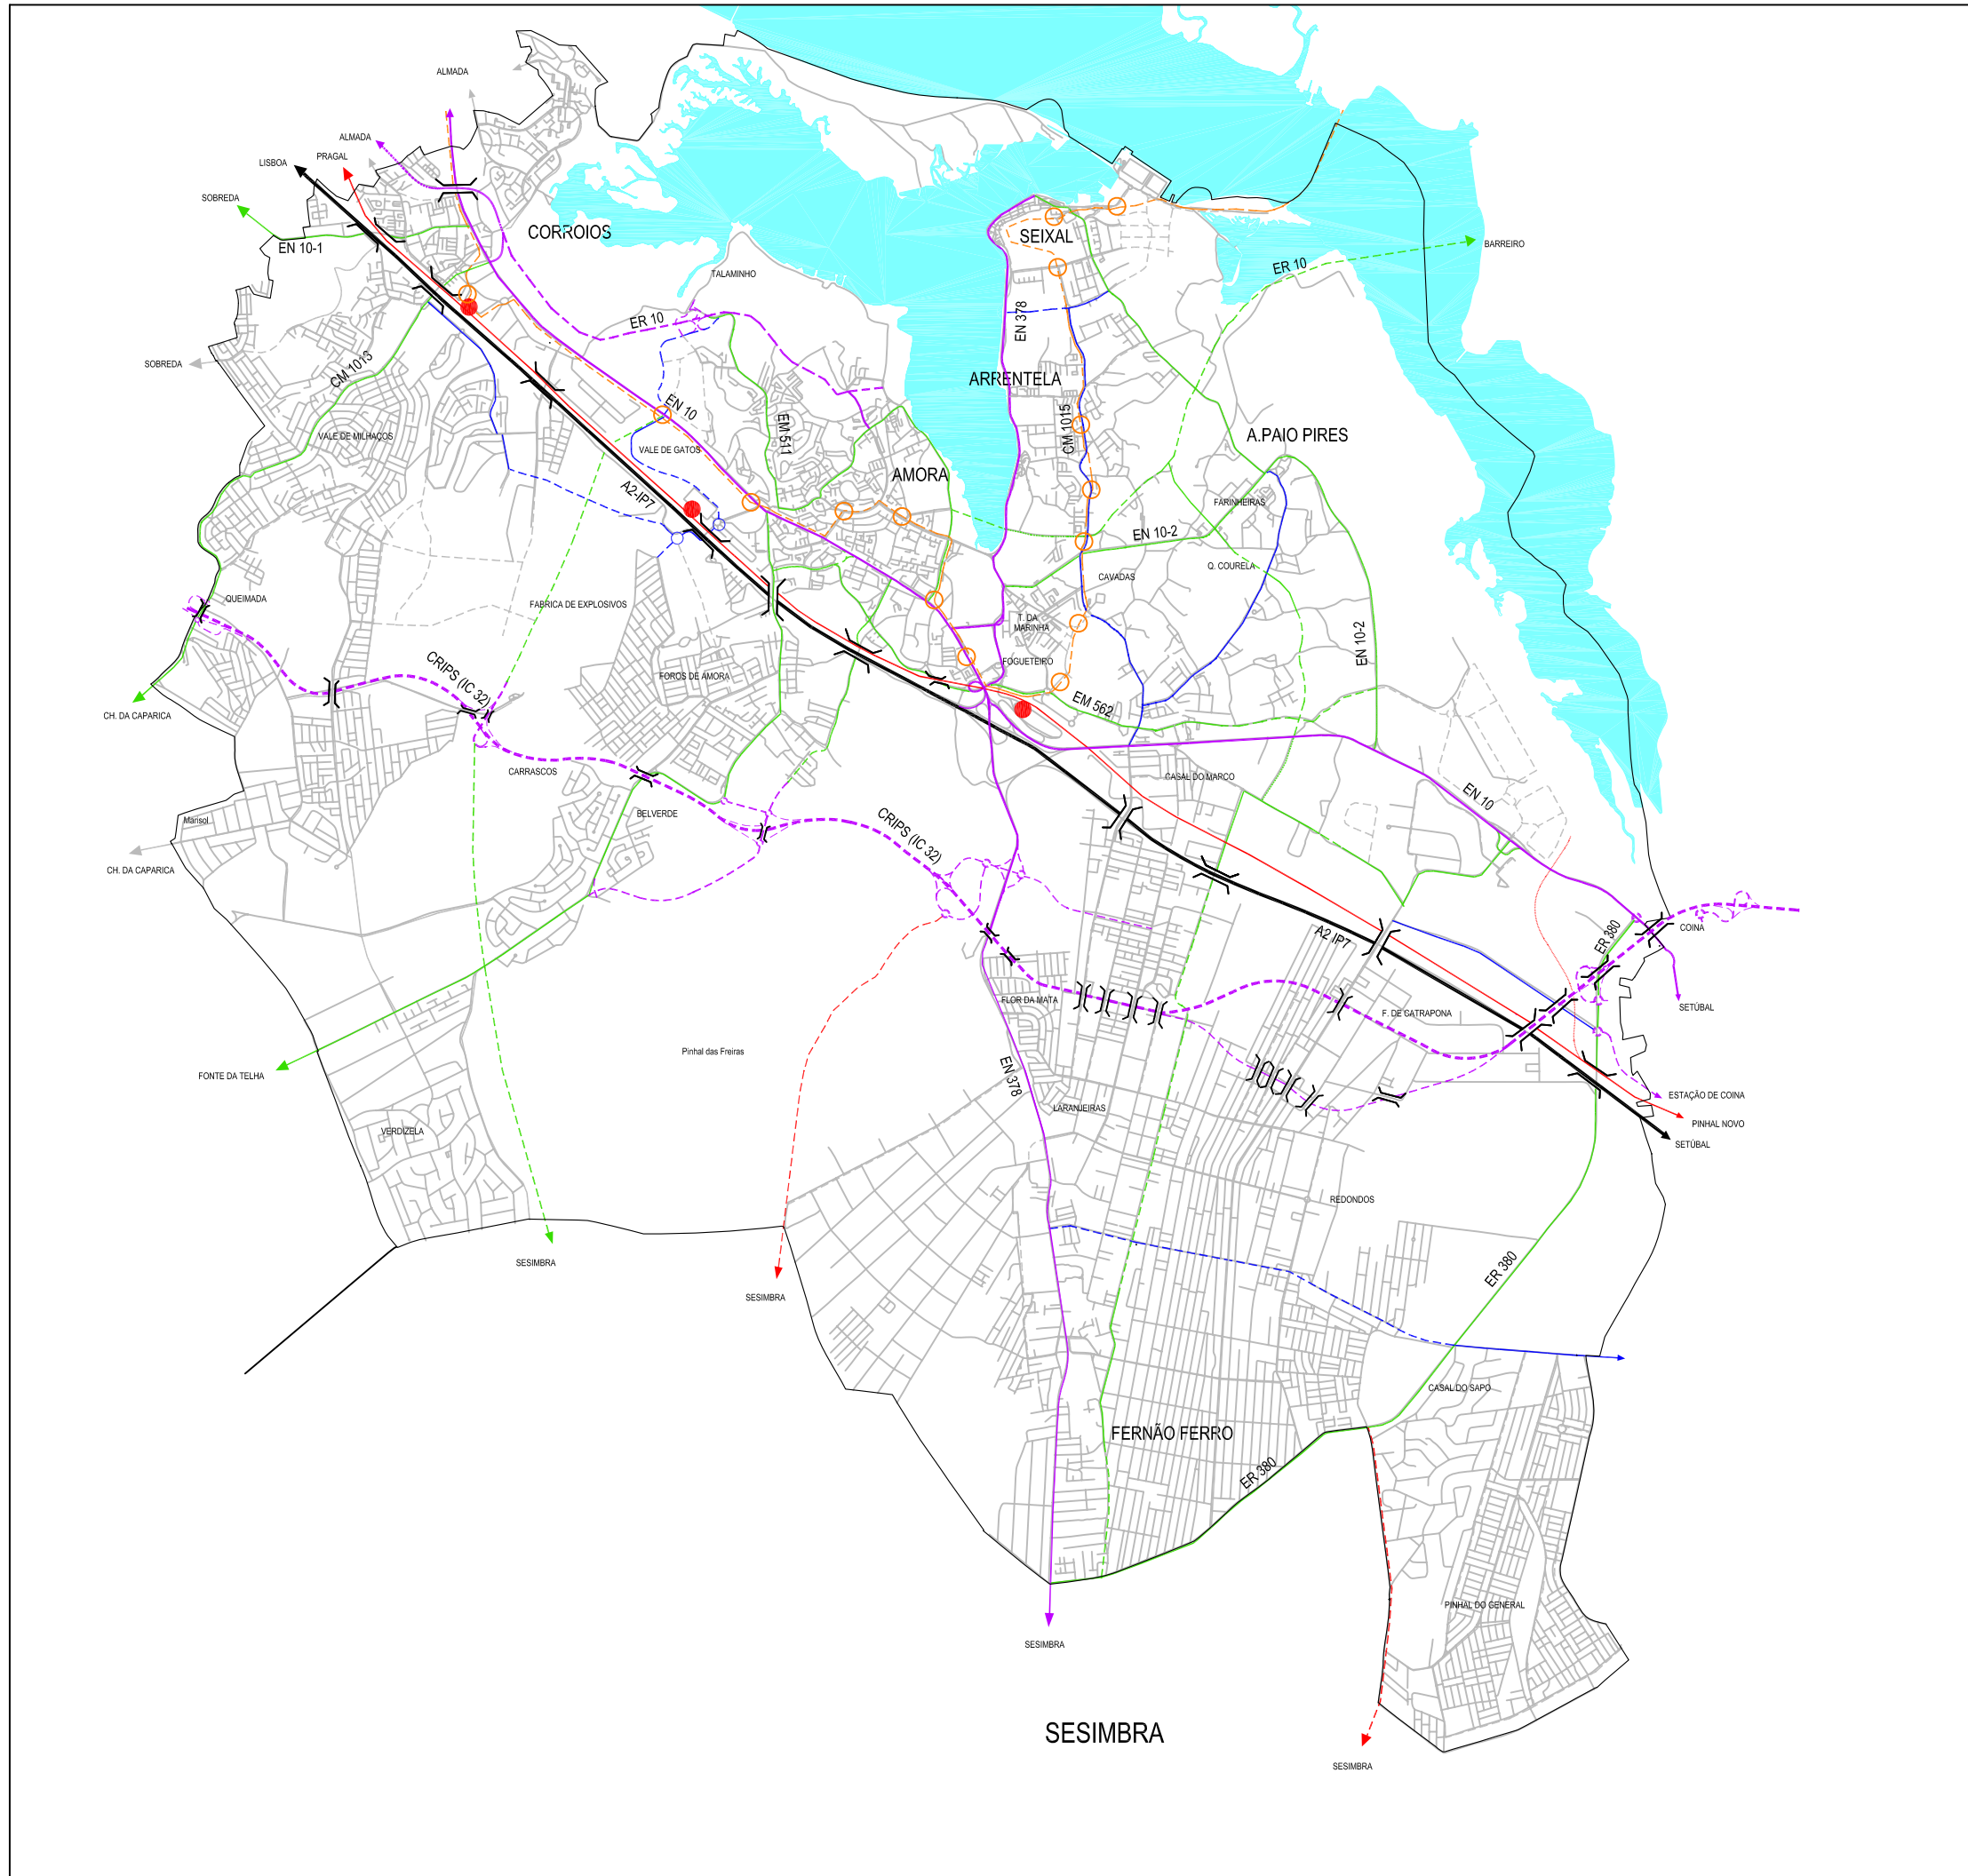 ALMADA
ALMADA
PRAGAL
LISBOA
SOBREDA
EN 10-1
CORROIOS
SEIXAL
BARREIRO
TALAMINHO
ER 10
ER 10
EN 378
SOBREDA
CM 1013
ARRENTELA
EN 10
VALE DE MILHAÇOS
VALE DE GATOS
EM 511
CM 1015
A.PAIO PIRES
AMORA
A2-IP7
FARINHEIRAS
EN 10-2
Q. COURELA
CAVADAS
QUEIMADA
FABRICA DE EXPLOSIVOS
T. DA
MARINHA
EN 10-2
FOGUETEIRO
CRIPS (IC 32)
FOROS DE AMORA
EM 562
CH. DA CAPARICA
CARRASCOS
CASAL DO MARCO
EN 10
BELVERDE
Marisol
CRIPS (IC 32)
CH. DA CAPARICA
COINA
A2 IP7
ER 380
FLOR DA MATA
F. DE CATRAPONA
SETÚBAL
Pinhal das Freiras
FONTE DA TELHA
EN 378
ESTAÇÃO DE COINA
LARANJEIRAS
PINHAL NOVO
VERDIZELA
SETÚBAL
REDONDOS
SESIMBRA
ER 380
SESIMBRA
CASAL DO SAPO
FERNÃO FERRO
ER 380
PINHAL DO GENERAL
SESIMBRA
SESIMBRA
SESIMBRA